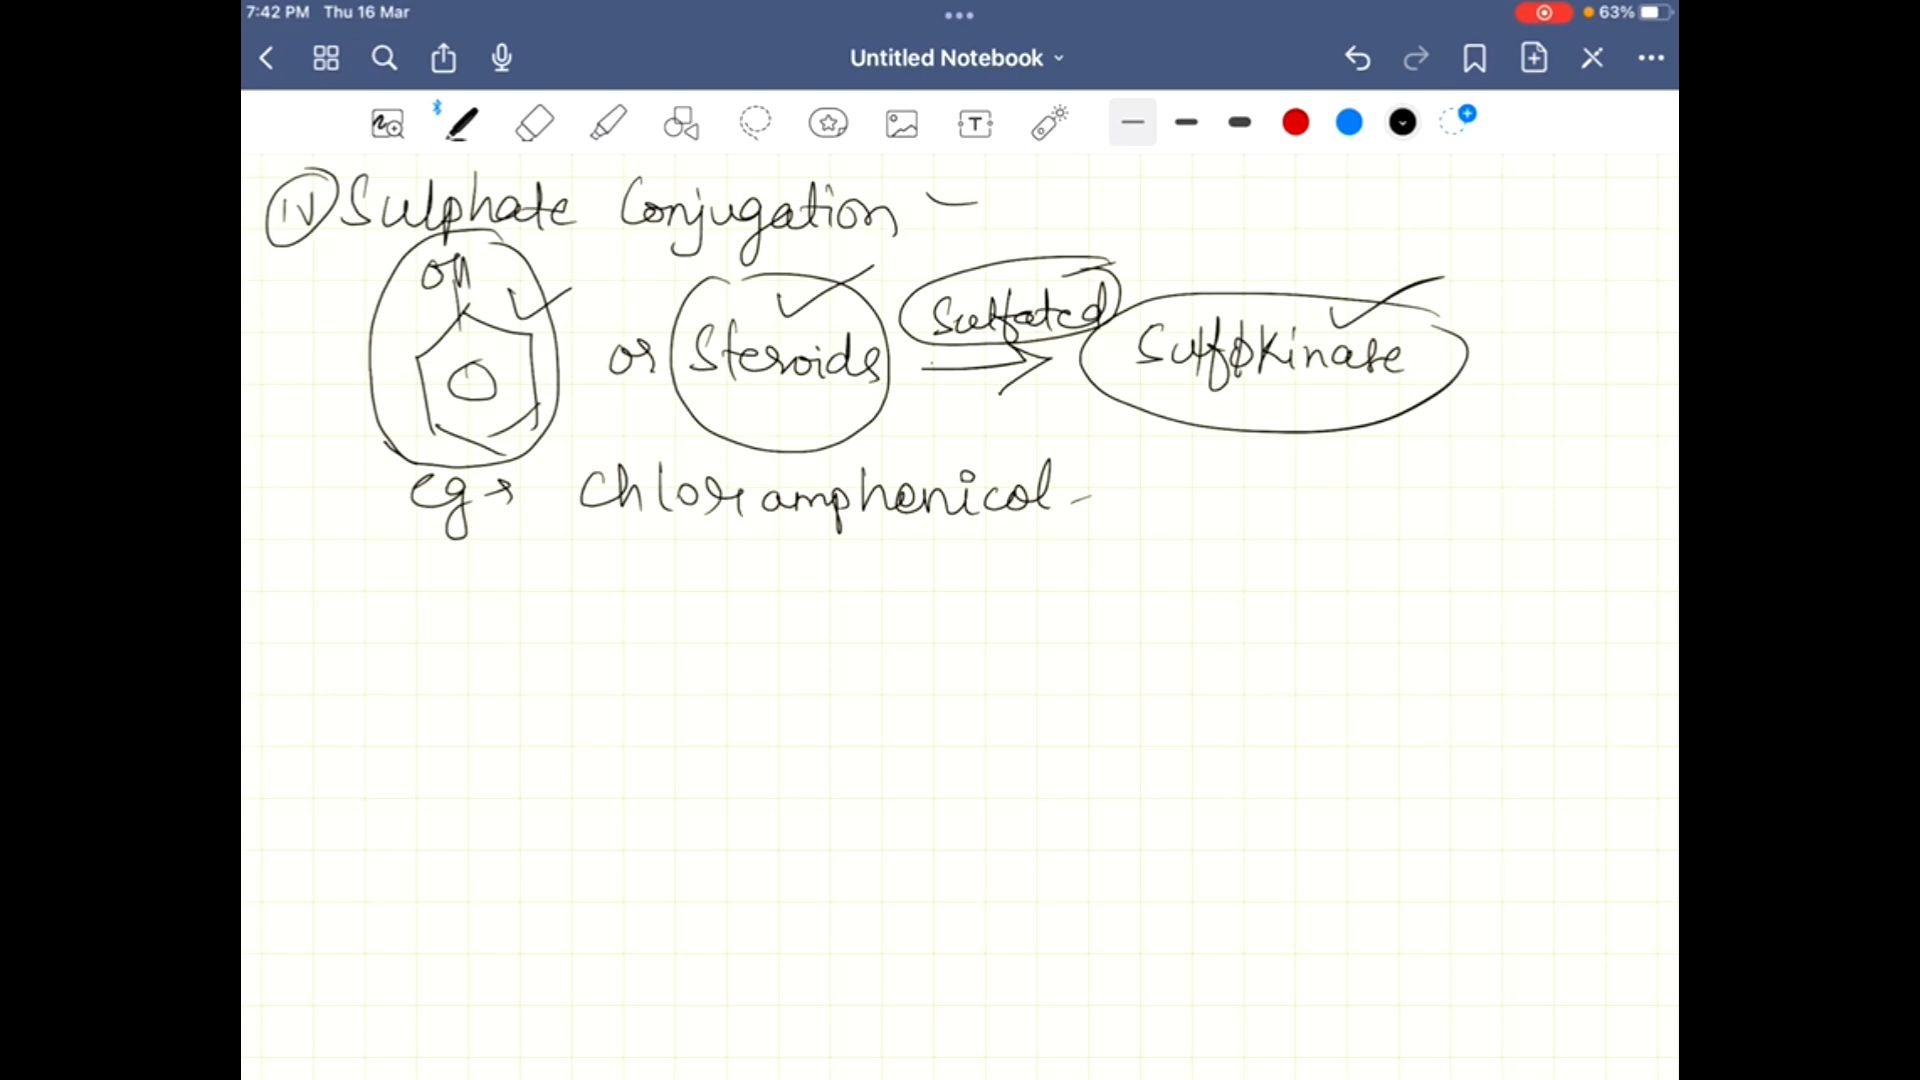 7:42 PM Thu 16 Mar
63%
Untitled Notebook
T
(iv) Sulphate Conjugation -
OH
or Steroids Sulfated → Sulfokinase
eg → Chloramphenicol -